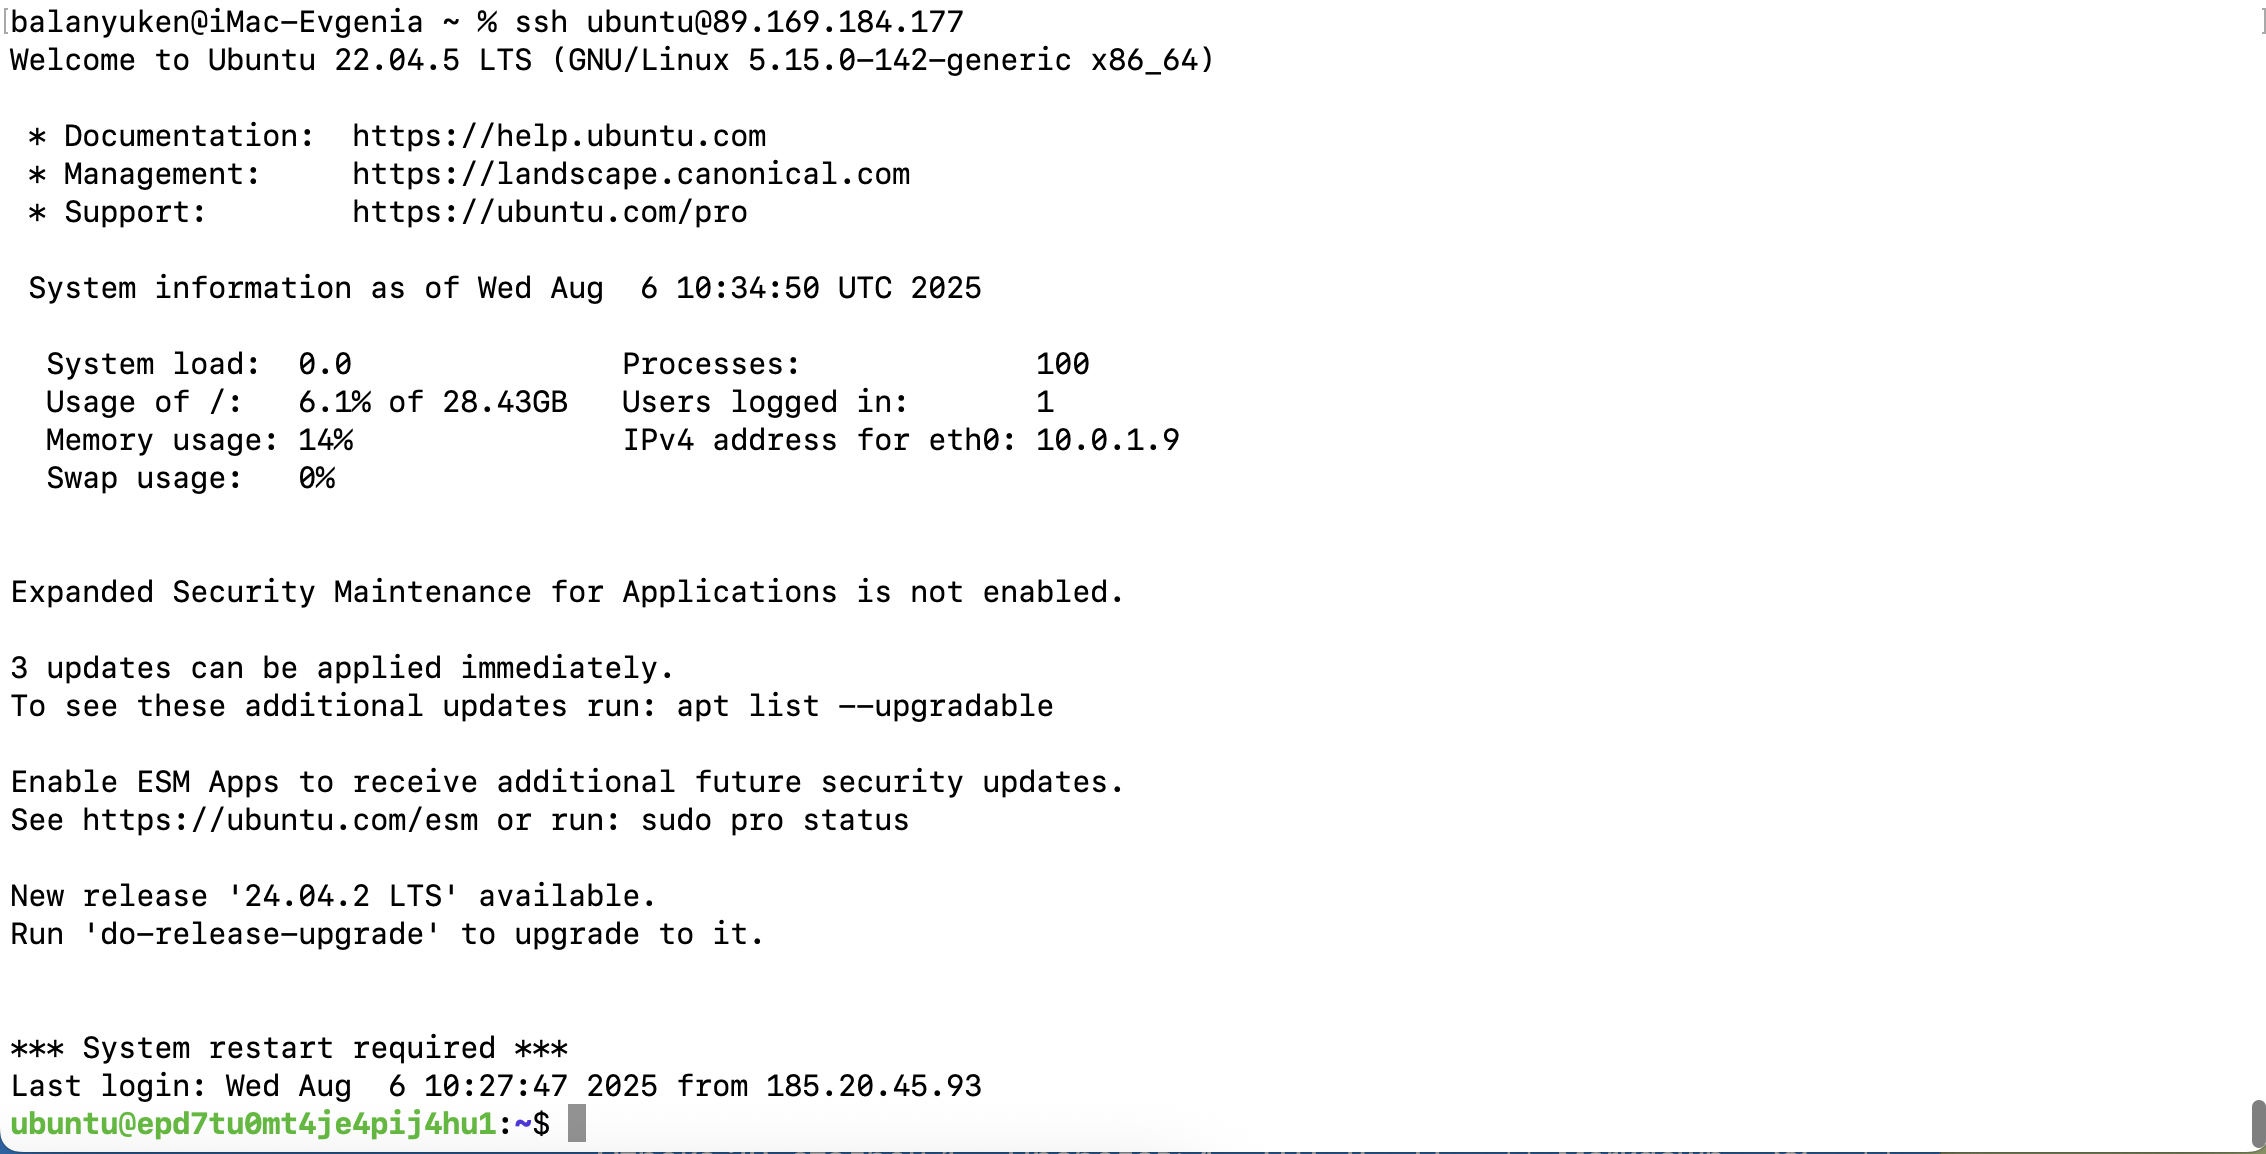 [balanyuken@iMac-Evgenia ~ % ssh ubuntu@89.169.184.177 ]
Welcome to Ubuntu 22.04.5 LTS (GNU/Linux 5.15.0-142-generic x86_64)

 * Documentation:  https://help.ubuntu.com
 * Management:     https://landscape.canonical.com
 * Support:        https://ubuntu.com/pro

 System information as of Wed Aug  6 10:34:50 UTC 2025

  System load:  0.0               Processes:             100
  Usage of /:   6.1% of 28.43GB   Users logged in:       1
  Memory usage: 14%               IPv4 address for eth0: 10.0.1.9
  Swap usage:   0%

Expanded Security Maintenance for Applications is not enabled.

3 updates can be applied immediately.
To see these additional updates run: apt list --upgradable

Enable ESM Apps to receive additional future security updates.
See https://ubuntu.com/esm or run: sudo pro status

New release '24.04.2 LTS' available.
Run 'do-release-upgrade' to upgrade to it.

*** System restart required ***
Last login: Wed Aug  6 10:27:47 2025 from 185.20.45.93
ubuntu@epd7tu0mt4je4pij4hu1:~$